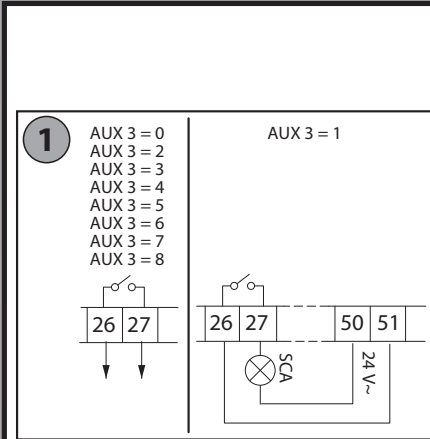 1
AUX 3 = 0
AUX 3 = 2
AUX 3 = 3
AUX 3 = 4
AUX 3 = 5
AUX 3 = 6
AUX 3 = 7
AUX 3 = 8
26 27
AUX 3 = 1
26 27 50 51
SCA
24 V~